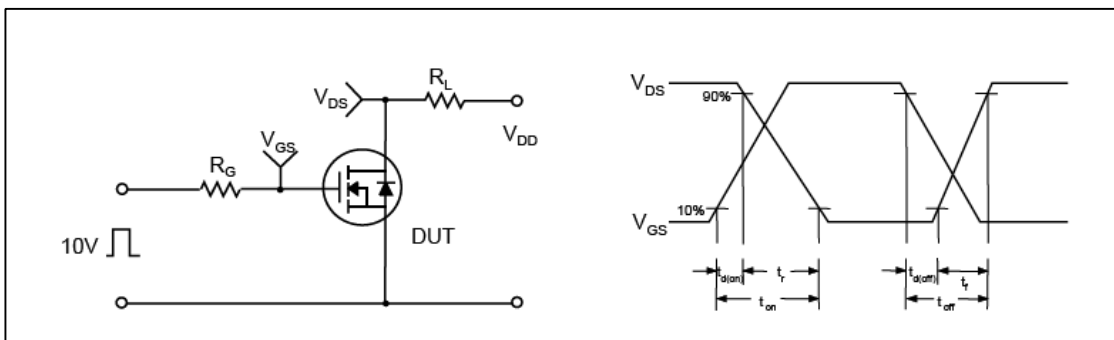 R_L
V_DS
V_DD
V_GS
R_G
10V
DUT
V_DS
90%
10%
V_GS
t_d(on)
t_r
t_on
t_d(off)
t_f
t_off